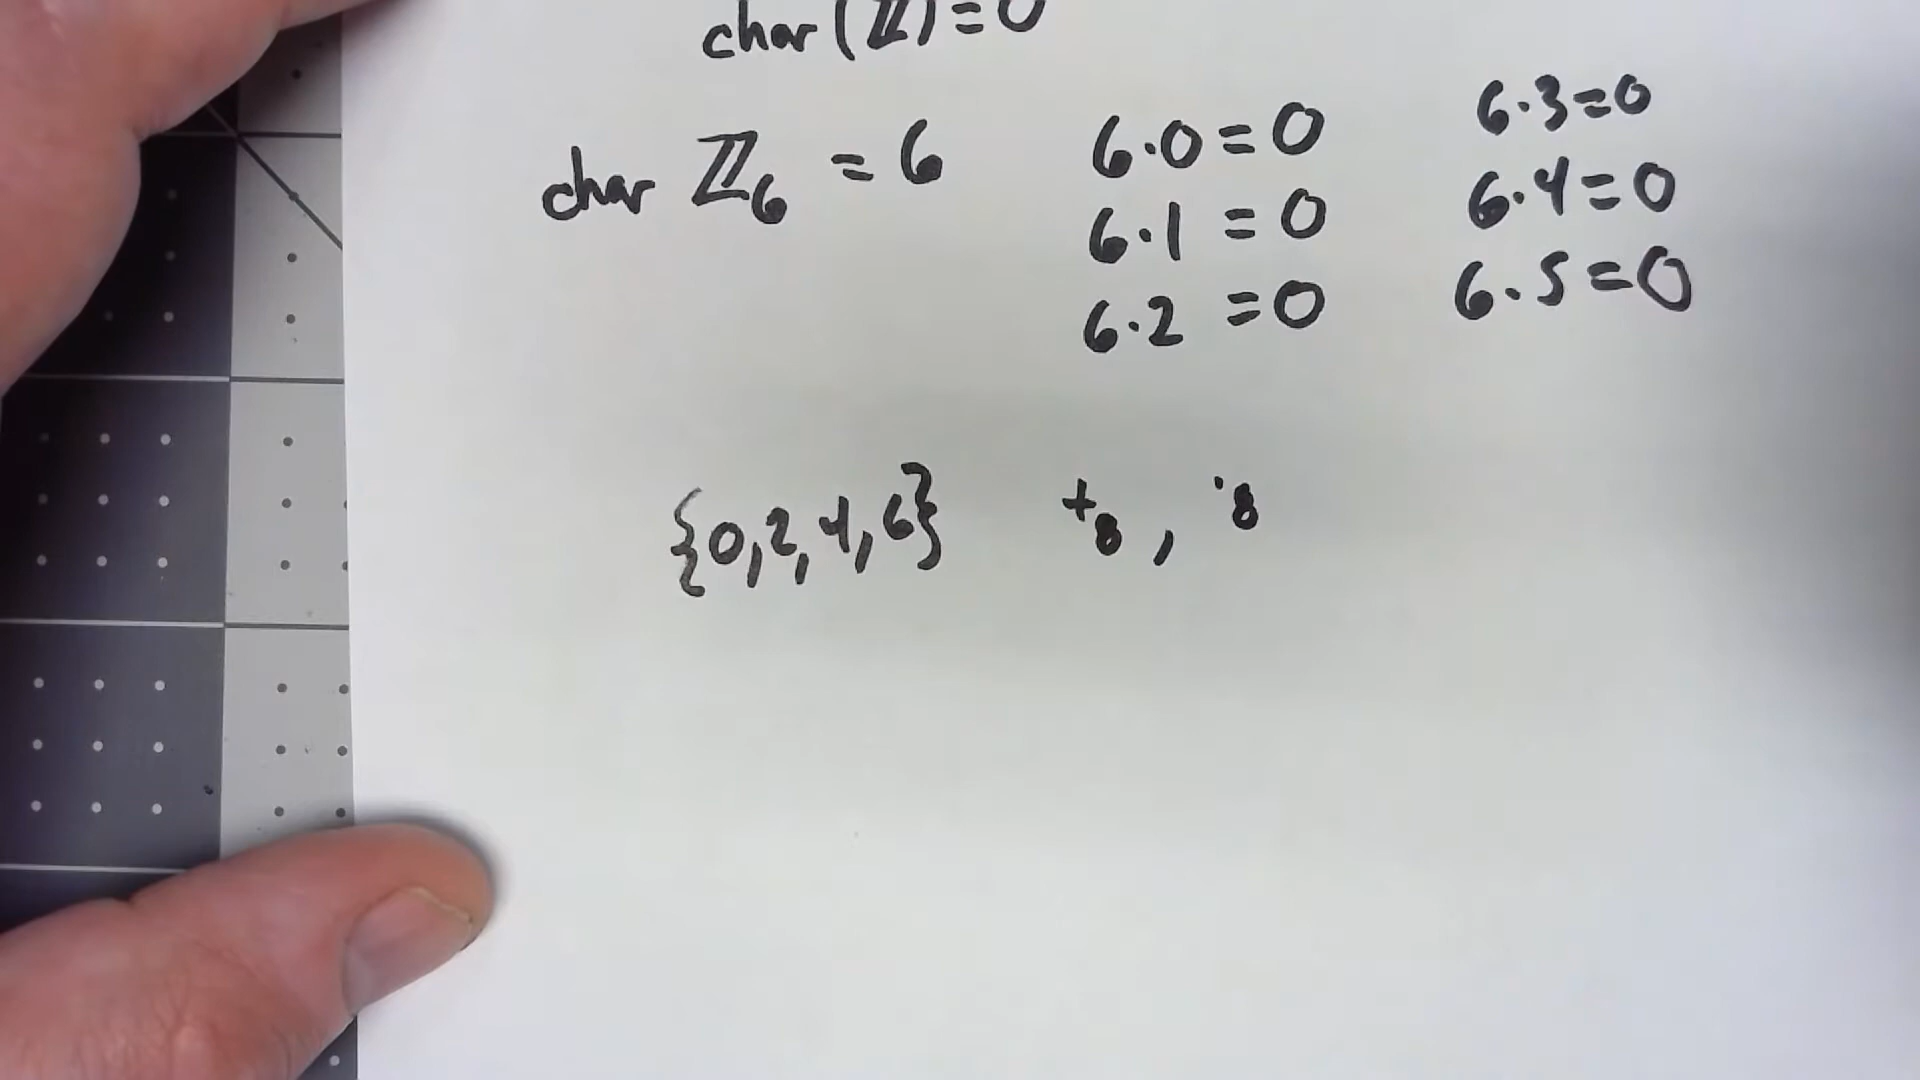 char(ℤ)=0
char ℤ₆ = 6
6·0=0
6·1=0
6·2=0
6·3=0
6·4=0
6·5=0
{0,2,4,6} +₈, ·₈